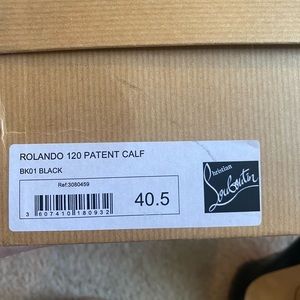 ROLANDO 120 PATENT CALF
BK01 BLACK
Ref:3080459
3 607410 180932
40.5
Christian
Louboutin